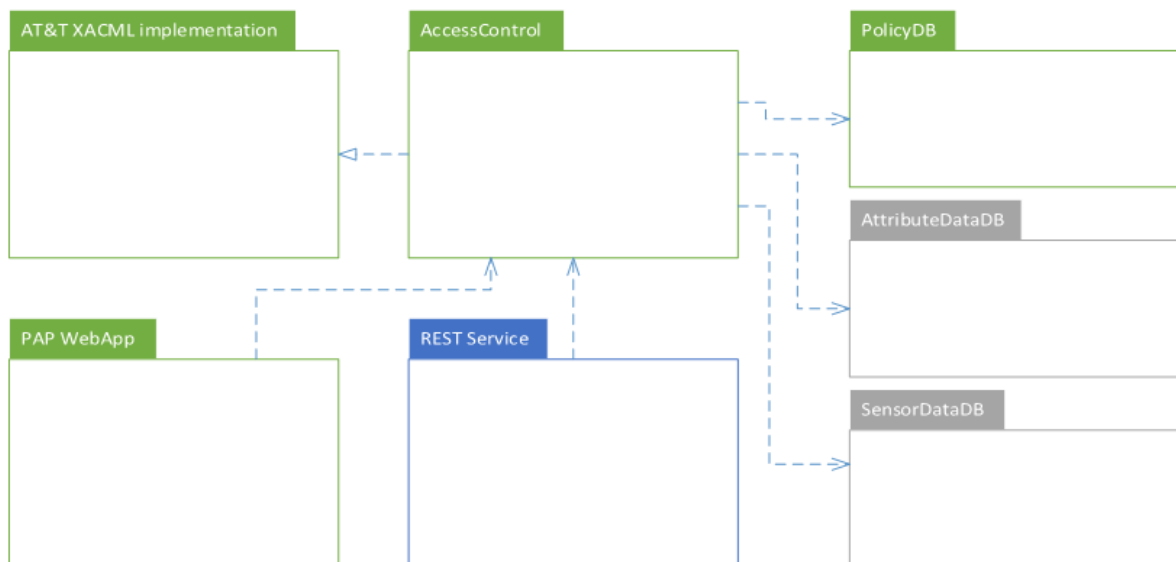 AT&T XACML implementation
AccessControl
PolicyDB
AttributeDataDB
PAP WebApp
REST Service
SensorDataDB